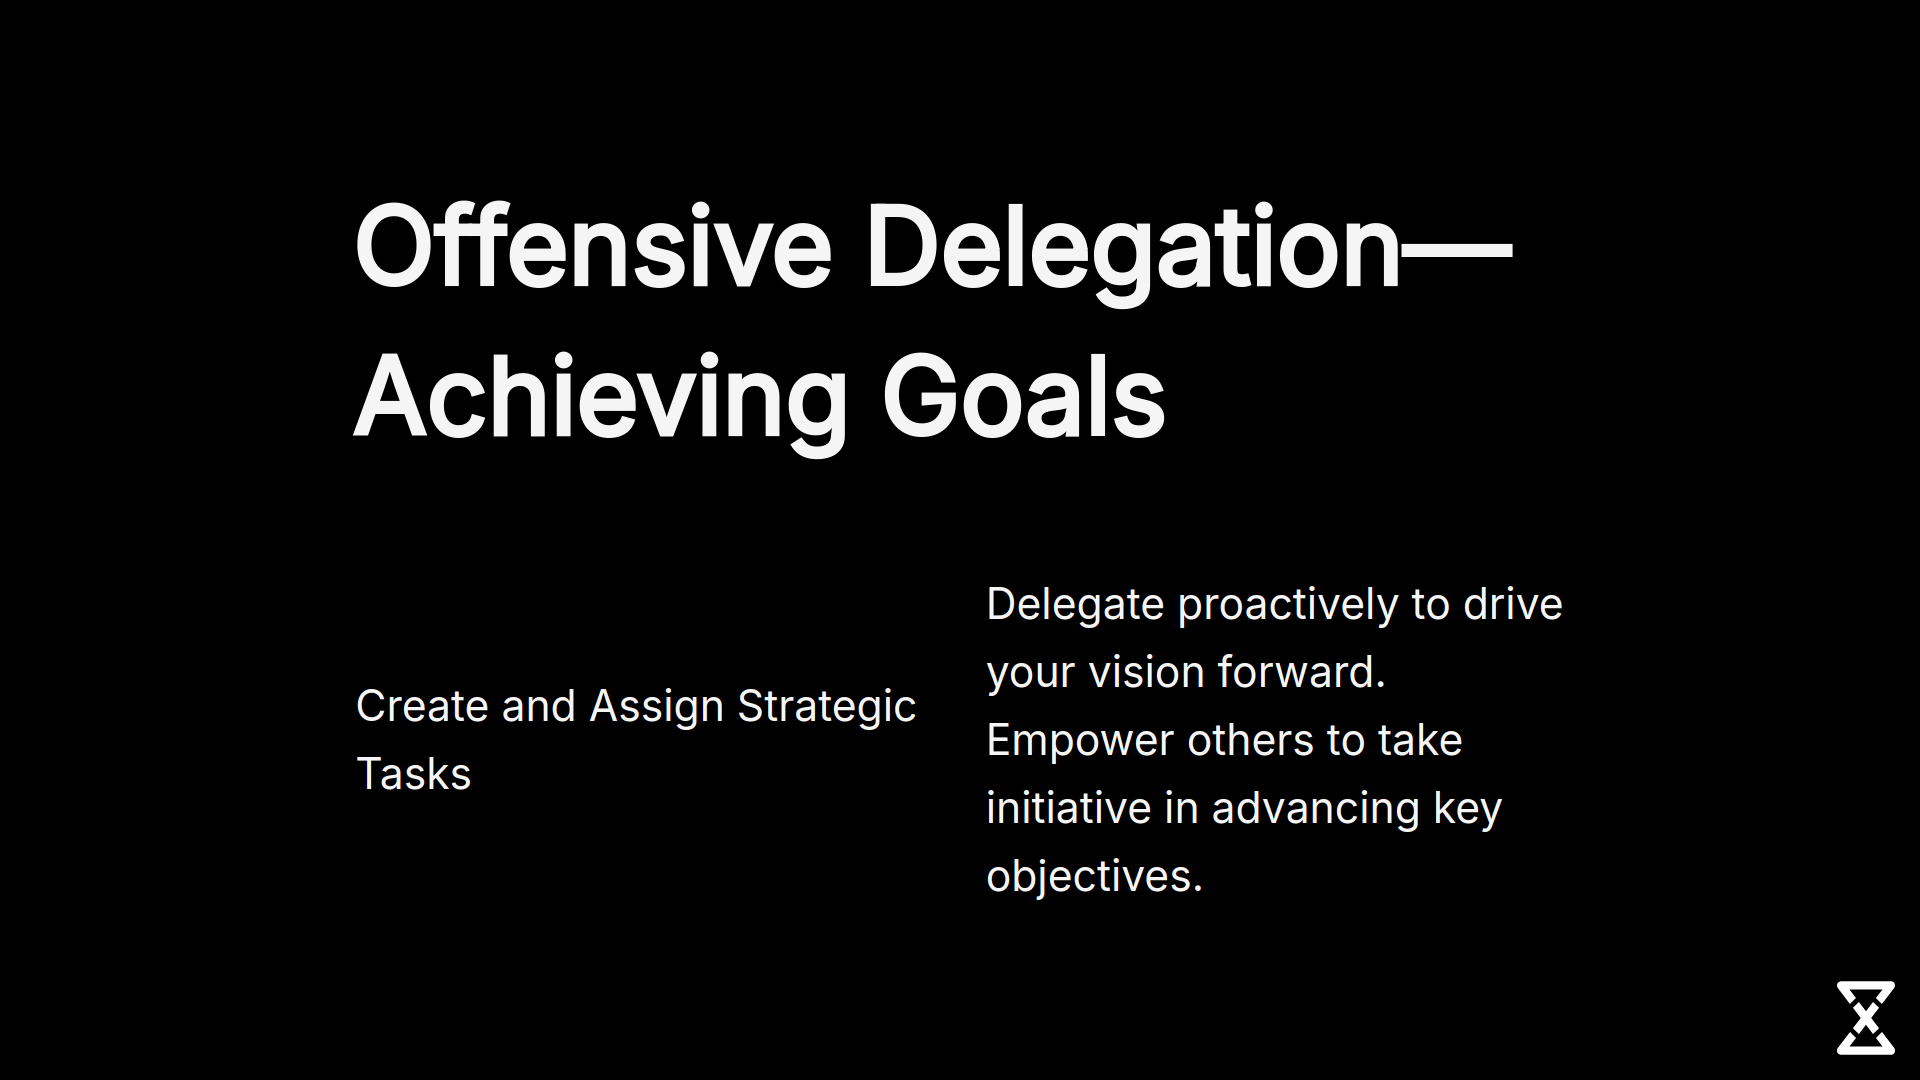 Offensive Delegation—
Achieving Goals
Create and Assign Strategic
Tasks
Delegate proactively to drive
your vision forward.
Empower others to take
initiative in advancing key
objectives.